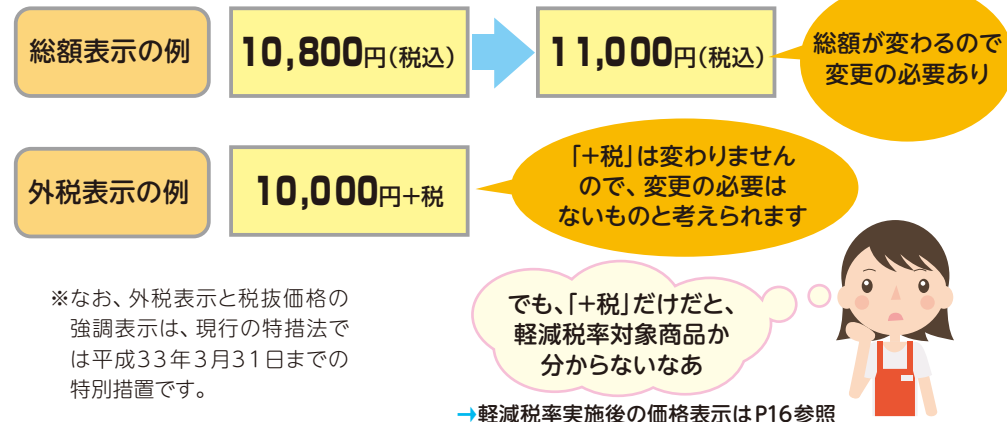 総額表示の例
10,800円(税込)
11,000円(税込)
総額が変わるので
変更の必要あり
外税表示の例
10,000円+税
「+税」は変わりません
ので、変更の必要は
ないものと考えられます
※なお、外税表示と税抜価格の
強調表示は、現行の特措法で
は平成33年3月31日までの
特別措置です。
でも、「+税」だけだと、
軽減税率対象商品か
分からないなあ
→軽減税率実施後の価格表示はP16参照